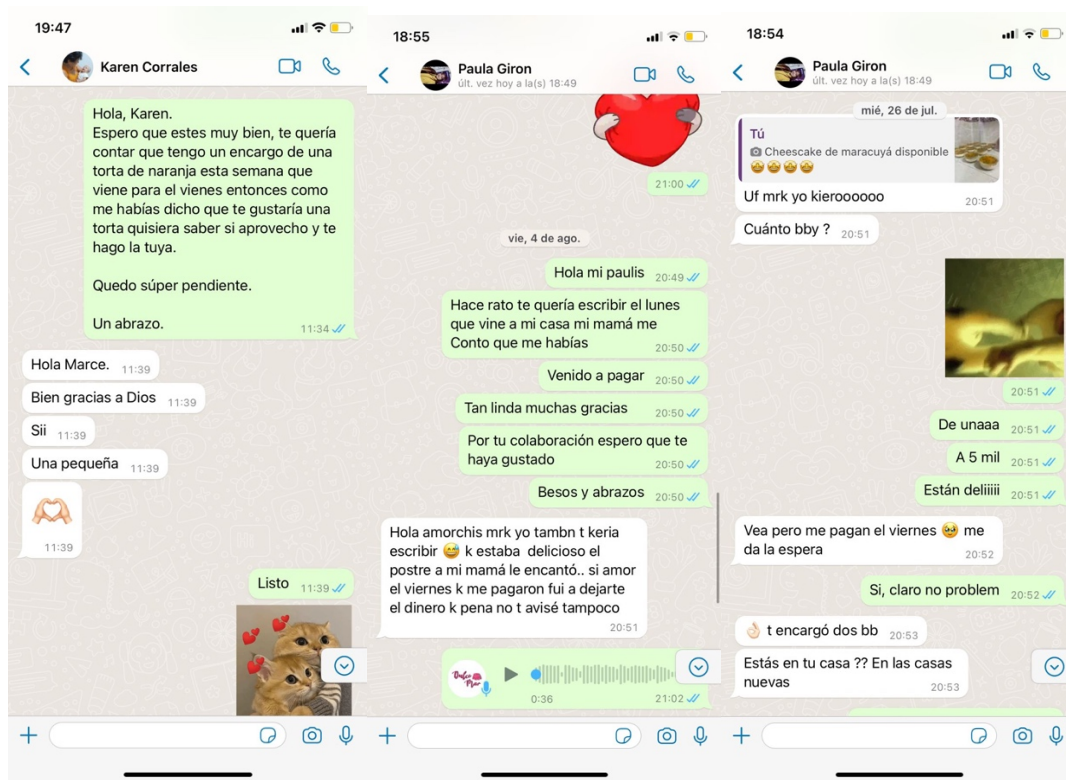 19:47
Karen Corrales
Hola, Karen.
Espero que estes muy bien, te quería
contar que tengo un encargo de una
torta de naranja esta semana que
viene para el vienes entonces como
me habías dicho que te gustaría una
torta quisiera saber si aprovecho y te
hago la tuya.
Quedo súper pendiente.
Un abrazo.
11:34
Hola Marce. 11:39
Bien gracias a Dios 11:39
Sii 11:39
Una pequeña 11:39
11:39
Listo 11:39
18:55
Paula Giron
últ. vez hoy a la(s) 18:49
21:00
vie, 4 de ago.
Hola mi paulis 20:49
Hace rato te quería escribir el lunes
que vine a mi casa mi mamá me
Conto que me habías 20:50
Venido a pagar 20:50
Tan linda muchas gracias 20:50
Por tu colaboración espero que te
haya gustado 20:50
Besos y abrazos 20:50
Hola amorchis mrk yo tambn t keria
escribir 😅 k estaba delicioso el
postre a mi mamá le encantó.. si amor
el viernes k me pagaron fui a dejarte
el dinero k pena no t avisé tampoco
20:51
0:36 21:02
18:54
Paula Giron
últ. vez hoy a la(s) 18:49
mié, 26 de jul.
Tú
Cheescake de maracuyá disponible
🤩🤩🤩🤩
Uf mrk yo kieroooooo 20:51
Cuánto bby ? 20:51
20:51
De unaaa 20:51
A 5 mil 20:51
Están deliiiii 20:51
Vea pero me pagan el viernes 🥹 me
da la espera 20:52
Si, claro no problem 20:52
👌🏻 t encargó dos bb 20:53
Estás en tu casa ?? En las casas
nuevas 20:53